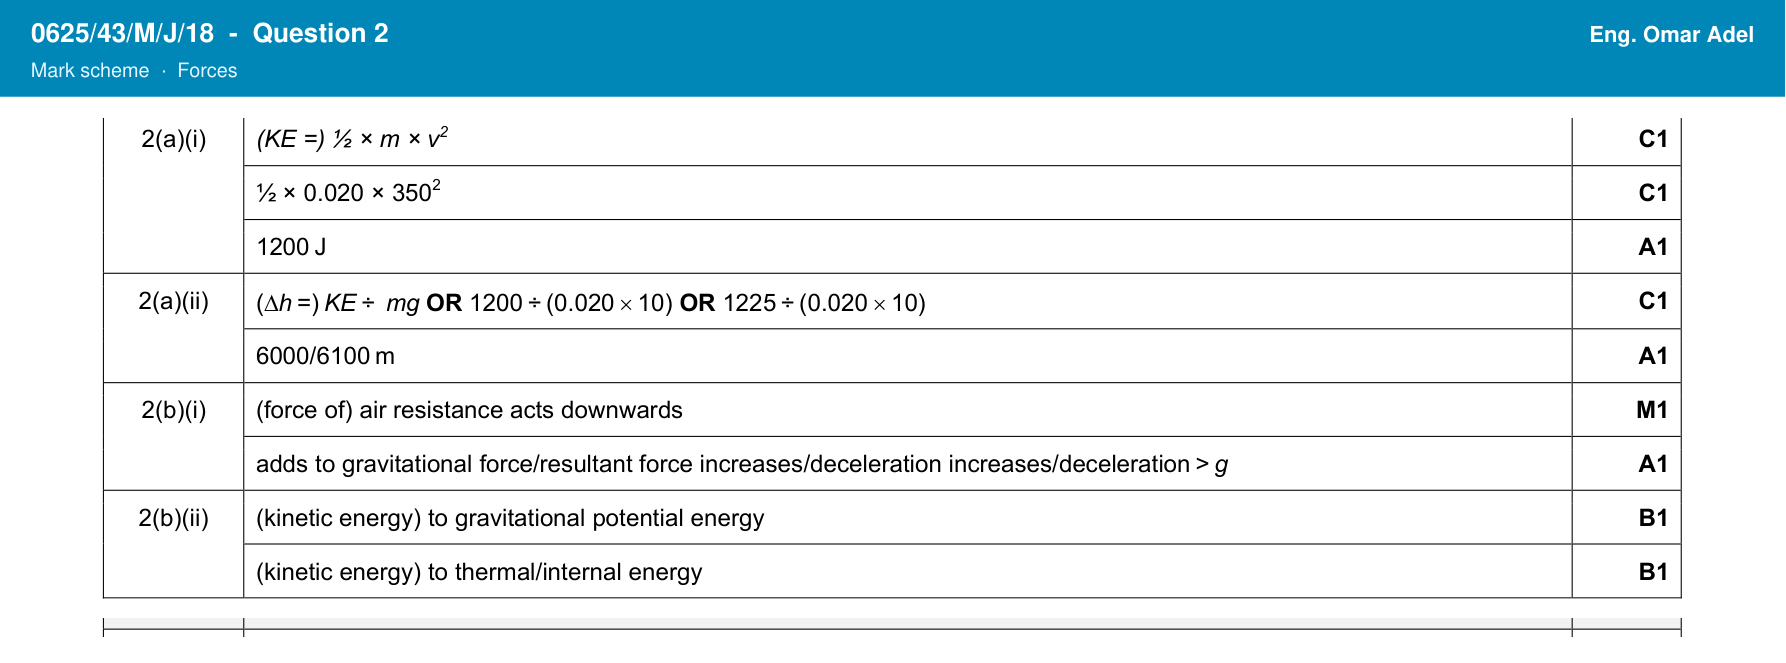 0625/43/M/J/18 - Question 2
Eng. Omar Adel
Mark scheme · Forces
2(a)(i) (KE =) ½ × m × v² C1
½ × 0.020 × 350² C1
1200 J A1
2(a)(ii) (Δh =) KE ÷ mg OR 1200 ÷ (0.020 × 10) OR 1225 ÷ (0.020 × 10) C1
6000/6100 m A1
2(b)(i) (force of) air resistance acts downwards M1
adds to gravitational force/resultant force increases/deceleration increases/deceleration > g A1
2(b)(ii) (kinetic energy) to gravitational potential energy B1
(kinetic energy) to thermal/internal energy B1